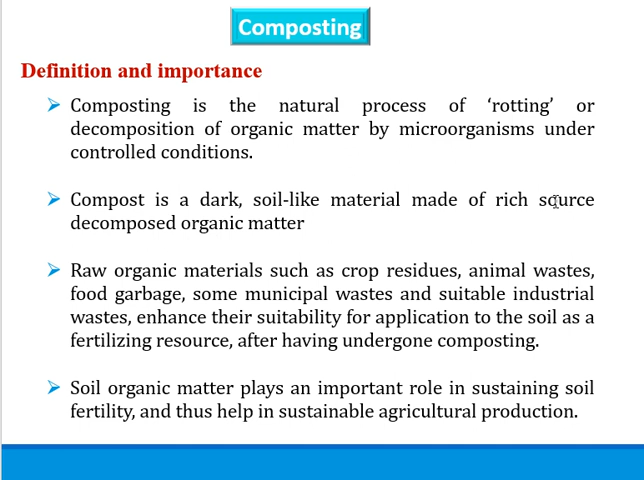 Composting
Definition and importance
Composting is the natural process of ‘rotting’ or
decomposition of organic matter by microorganisms under
controlled conditions.
Compost is a dark, soil-like material made of rich source
decomposed organic matter
Raw organic materials such as crop residues, animal wastes,
food garbage, some municipal wastes and suitable industrial
wastes, enhance their suitability for application to the soil as a
fertilizing resource, after having undergone composting.
Soil organic matter plays an important role in sustaining soil
fertility, and thus help in sustainable agricultural production.